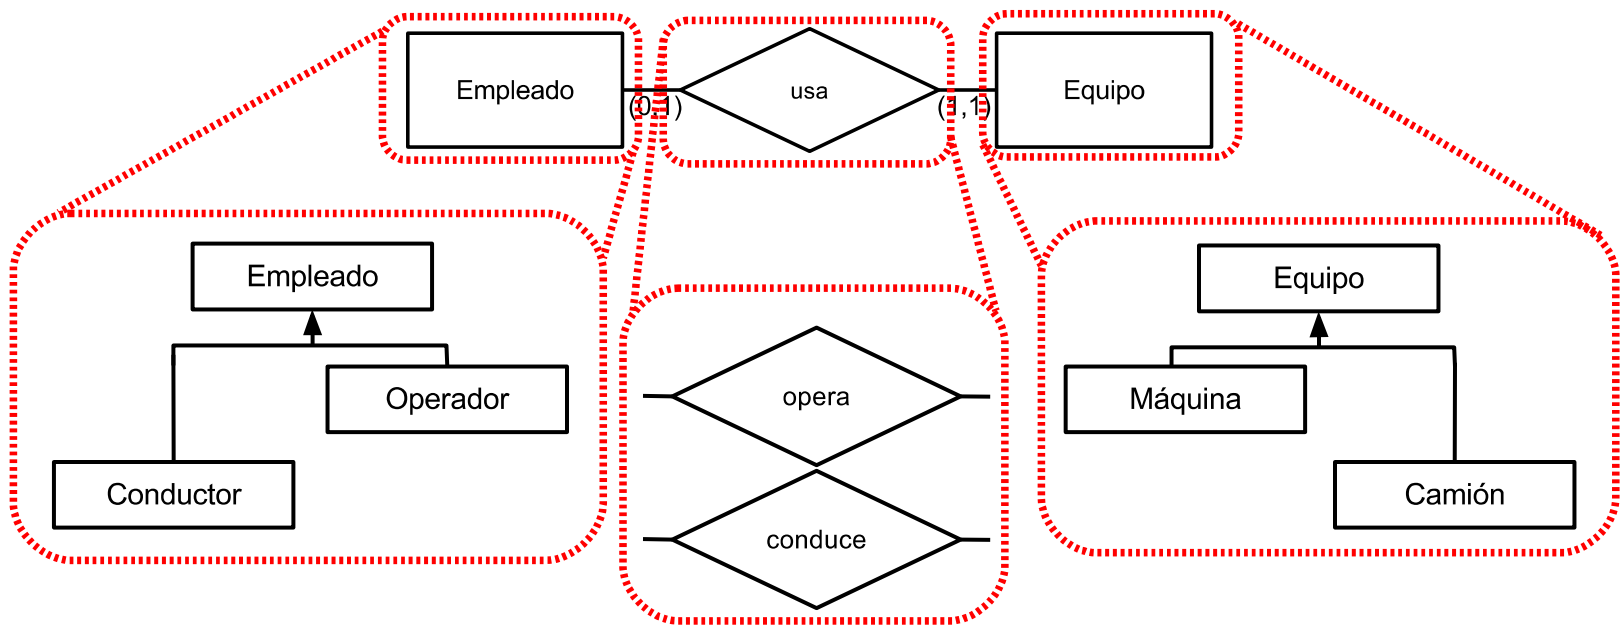 Empleado
(0,1)
usa
(1,1)
Equipo
Empleado
Operador
Conductor
opera
conduce
Equipo
Máquina
Camión